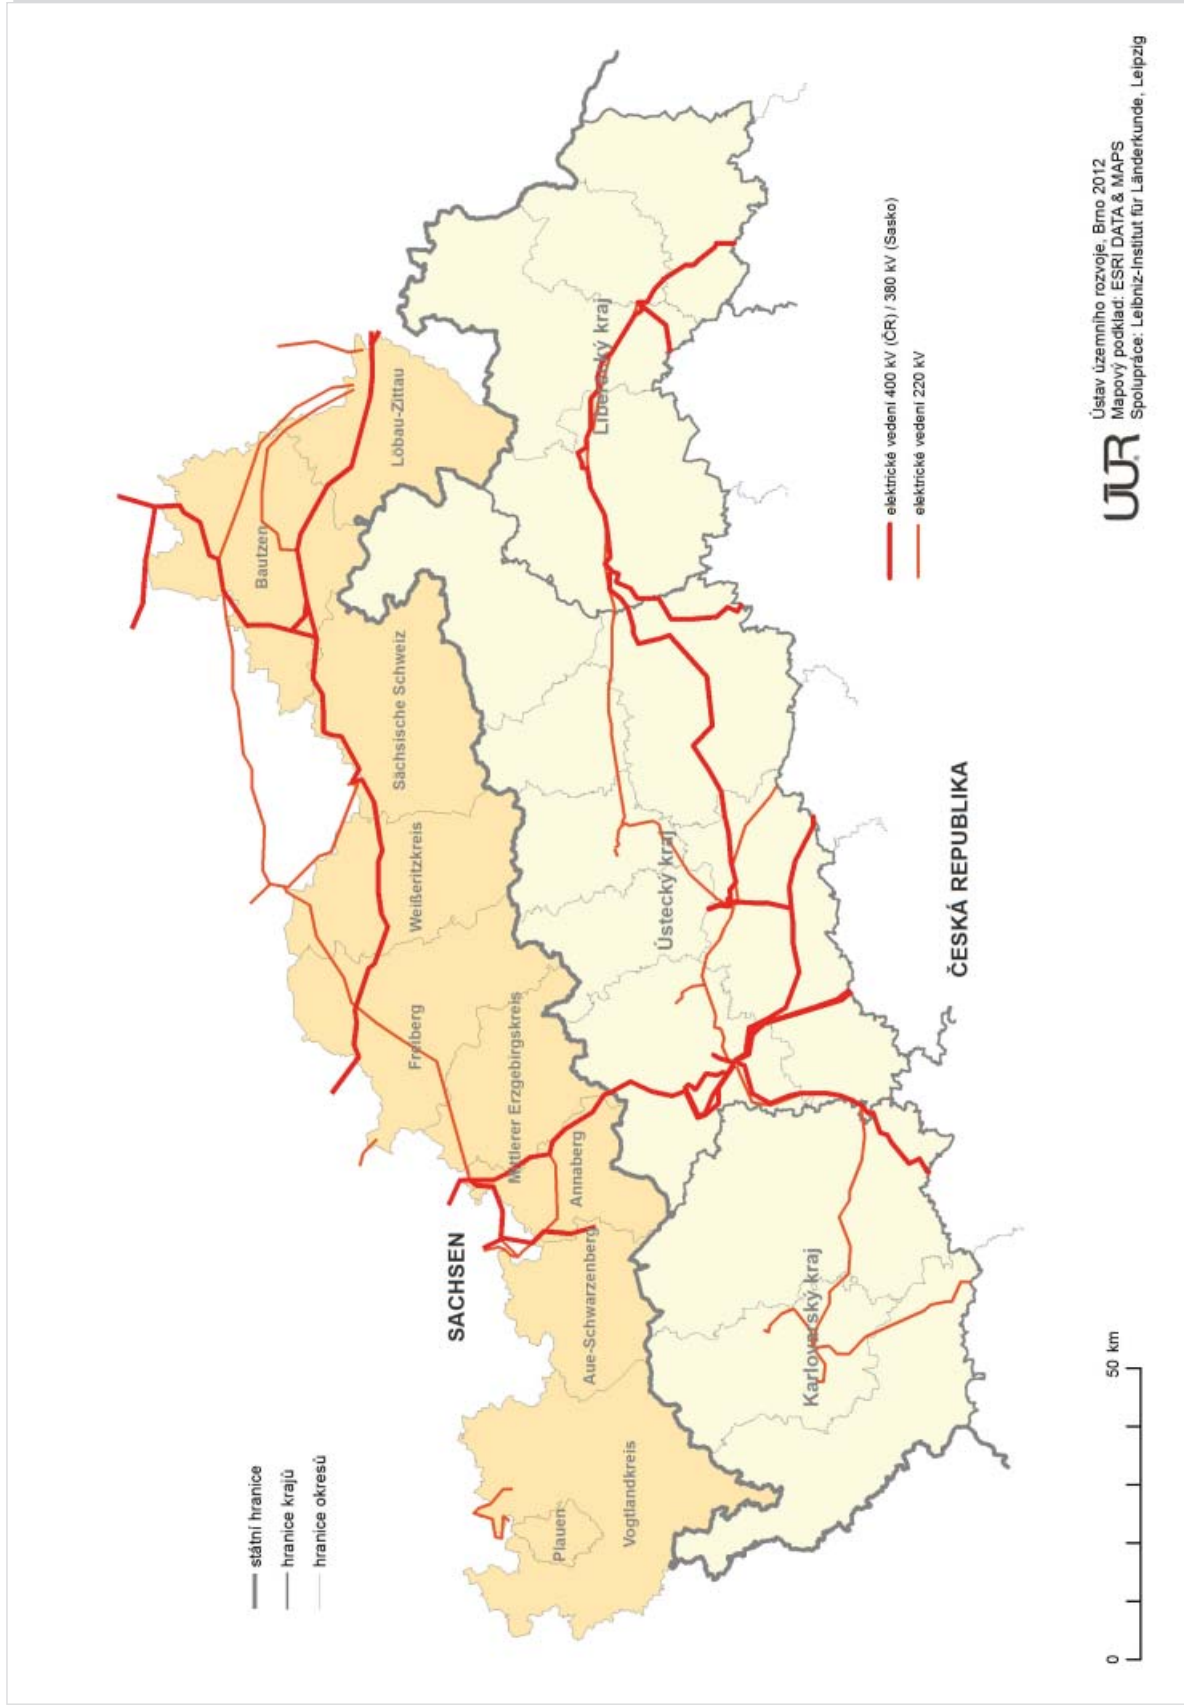 státní hranice
hranice krajů
hranice okresů
SACHSEN
Plauen
Vogtlandkreis
Aue-Schwarzenberg
Annaberg
Mittlerer Erzgebirgskreis
Freiberg
Weißeritzkreis
Sächsische Schweiz
Bautzen
Löbau-Zittau
Karlovarský kraj
Ústecký kraj
Liberecký kraj
ČESKÁ REPUBLIKA
elektrické vedení 400 kV (ČR) / 380 kV (Sasko)
elektrické vedení 220 kV
0 50 km
ÚÚR
Ústav územního rozvoje, Brno 2012
Mapový podklad: ESRI DATA & MAPS
Spolupráce: Leibniz-Institut für Länderkunde, Leipzig